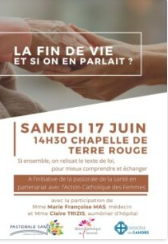 LA FIN DE VIE
ET SI ON EN PARLAIT ?
SAMEDI 17 JUIN
14H30 CHAPELLE DE
TERRE ROUGE
Si ensemble, on relisait le texte de loi,
pour mieux comprendre et échanger
A l'initiative de la pastorale de la santé en
partenariat avec l'Action Catholique des Femmes
avec la participation de
Mme Marie Françoise MAS, médecin
et Mme Claire TRIZIS, aumônier d'hôpital
PASTORALE SANTÉ